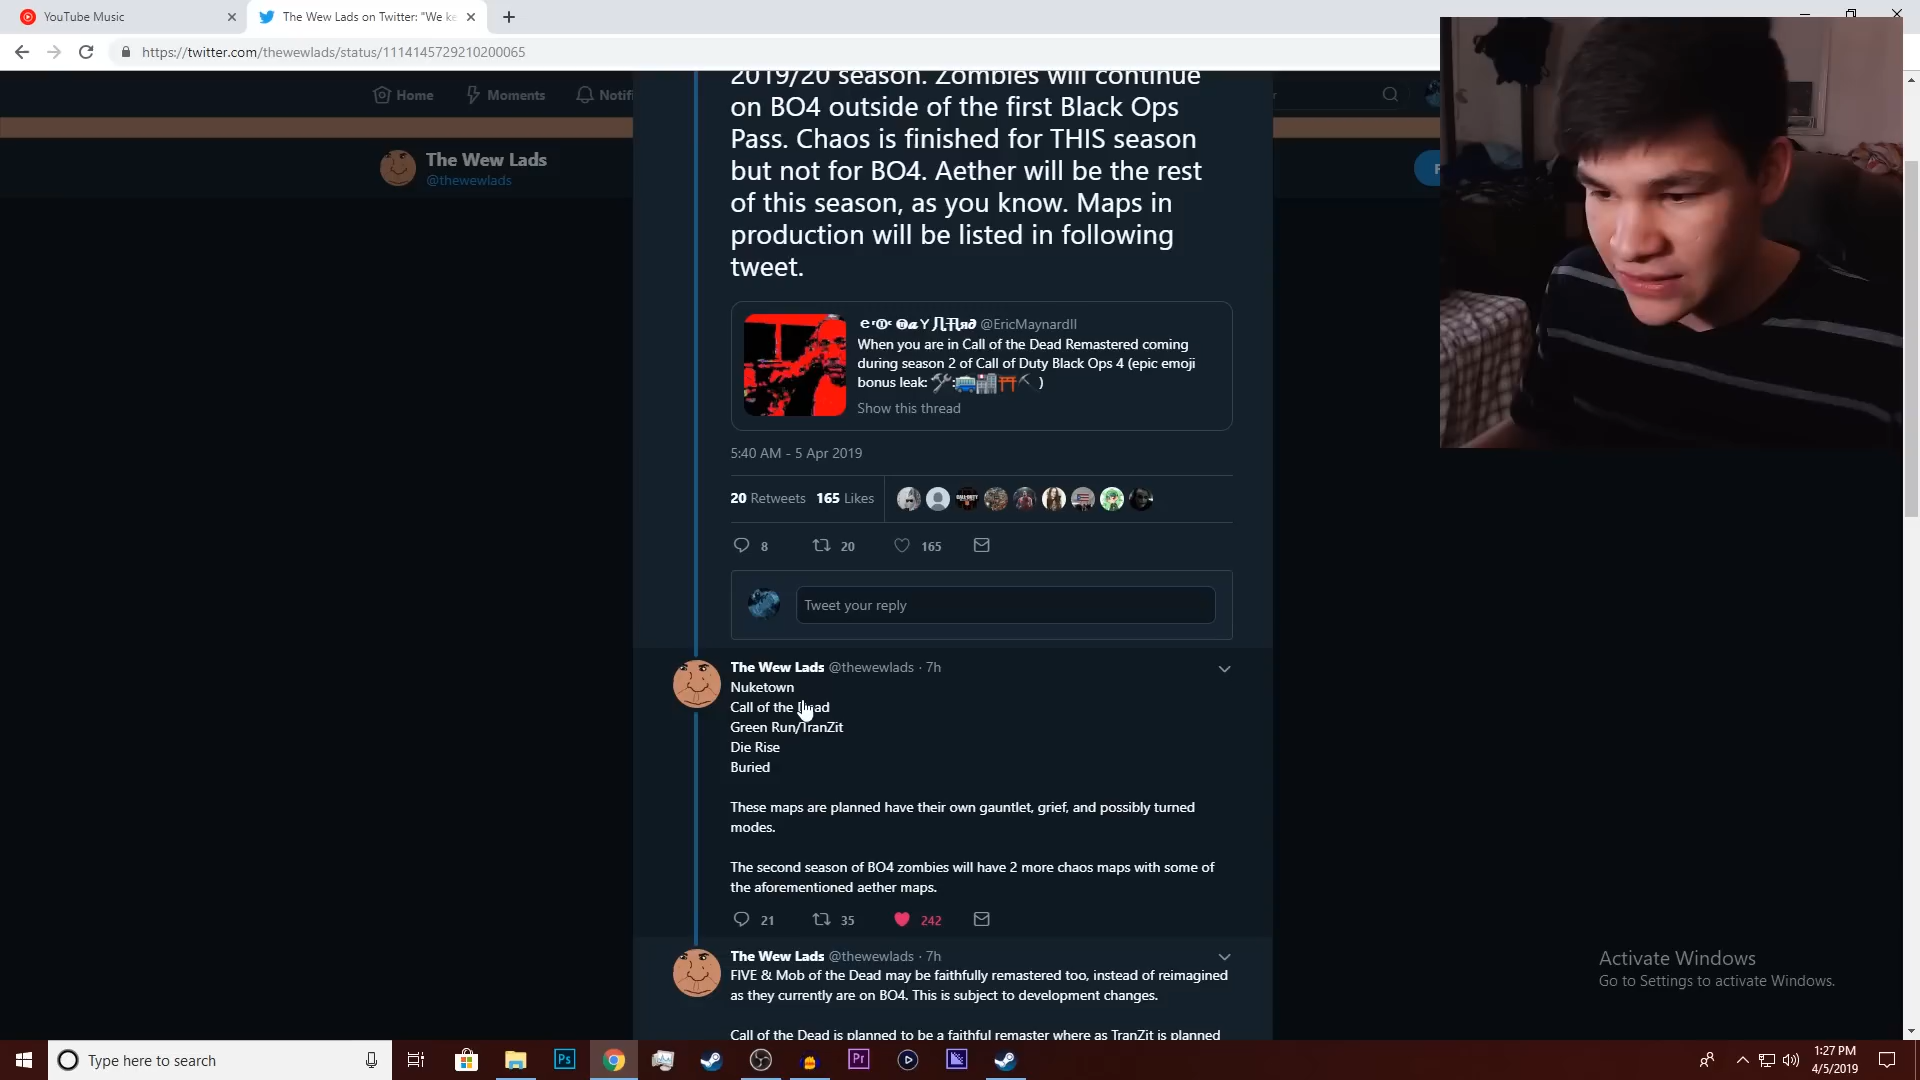 YouTube Music
The Wew Lads on Twitter: "We ke
https://twitter.com/thewewlads/status/1114145729210200065
Home
Moments
Notifi
The Wew Lads
@thewewlads
2019/20 season. Zombies will continue
on BO4 outside of the first Black Ops
Pass. Chaos is finished for THIS season
but not for BO4. Aether will be the rest
of this season, as you know. Maps in
production will be listed in following
tweet.
@EricMaynardII
When you are in Call of the Dead Remastered coming
during season 2 of Call of Duty Black Ops 4 (epic emoji
bonus leak: 🛠:🚌🏨⛩⛏ )
Show this thread
5:40 AM - 5 Apr 2019
20 Retweets 165 Likes
8 20 165
Tweet your reply
The Wew Lads @thewewlads · 7h
Nuketown
Call of the Dead
Green Run/TranZit
Die Rise
Buried
These maps are planned have their own gauntlet, grief, and possibly turned
modes.
The second season of BO4 zombies will have 2 more chaos maps with some of
the aforementioned aether maps.
21 35 242
The Wew Lads @thewewlads · 7h
FIVE & Mob of the Dead may be faithfully remastered too, instead of reimagined
as they currently are on BO4. This is subject to development changes.
Call of the Dead is planned to be a faithful remaster where as TranZit is planned
Activate Windows
Go to Settings to activate Windows.
Type here to search
Ps
Pr
1:27 PM
4/5/2019